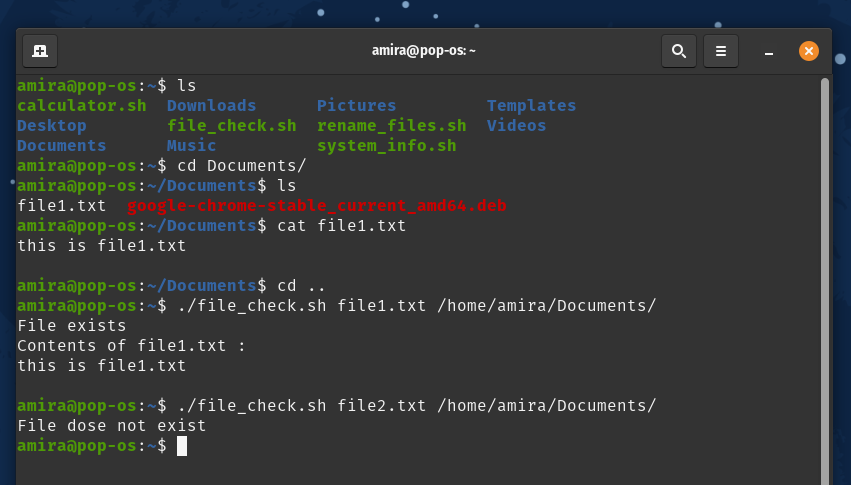 amira@pop-os: ~
amira@pop-os:~$ ls
calculator.sh  Downloads      Pictures         Templates
Desktop        file_check.sh  rename_files.sh  Videos
Documents      Music          system_info.sh
amira@pop-os:~$ cd Documents/
amira@pop-os:~/Documents$ ls
file1.txt  google-chrome-stable_current_amd64.deb
amira@pop-os:~/Documents$ cat file1.txt
this is file1.txt
amira@pop-os:~/Documents$ cd ..
amira@pop-os:~$ ./file_check.sh file1.txt /home/amira/Documents/
File exists
Contents of file1.txt :
this is file1.txt
amira@pop-os:~$ ./file_check.sh file2.txt /home/amira/Documents/
File dose not exist
amira@pop-os:~$